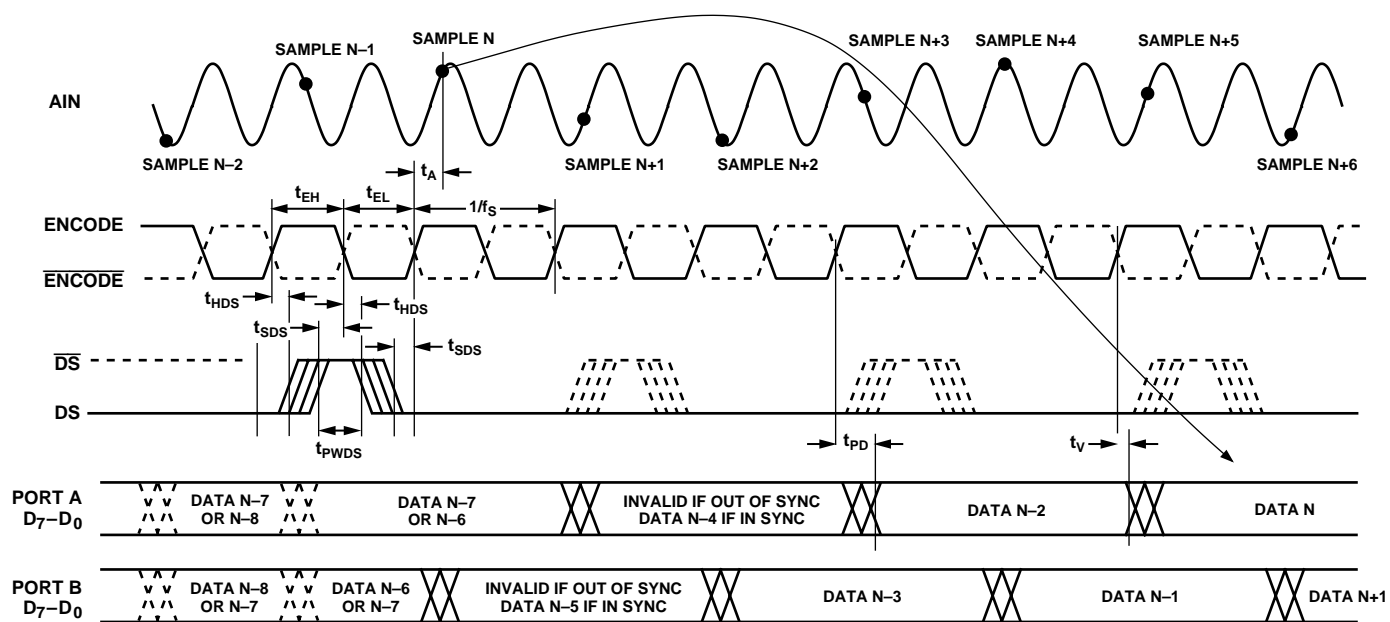 SAMPLE N–1
SAMPLE N
SAMPLE N+3
SAMPLE N+4
SAMPLE N+5
AIN
SAMPLE N–2
SAMPLE N+1
SAMPLE N+2
SAMPLE N+6
tA
tEH
tEL
1/fS
ENCODE
ENCODE
tHDS
tHDS
tSDS
tSDS
DS
DS
tPWDS
tPD
tV
PORT A
D7–D0
DATA N–7
OR N–8
DATA N–7
OR N–6
INVALID IF OUT OF SYNC
DATA N–4 IF IN SYNC
DATA N–2
DATA N
PORT B
D7–D0
DATA N–8
OR N–7
DATA N–6
OR N–7
INVALID IF OUT OF SYNC
DATA N–5 IF IN SYNC
DATA N–3
DATA N–1
DATA N+1